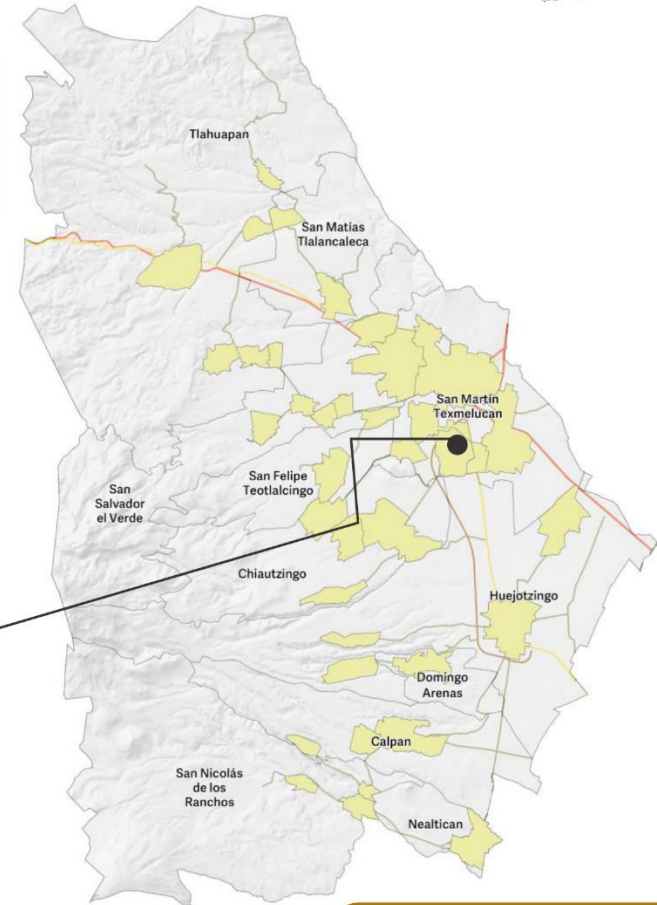 Tlahuapan
San Matías
Tlalancaleca
San Martín
Texmelucan
San Felipe
Teotlalcingo
San
Salvador
el Verde
Chiautzingo
Huejotzingo
Domingo
Arenas
Calpan
San Nicolás
de los
Ranchos
Nealtican